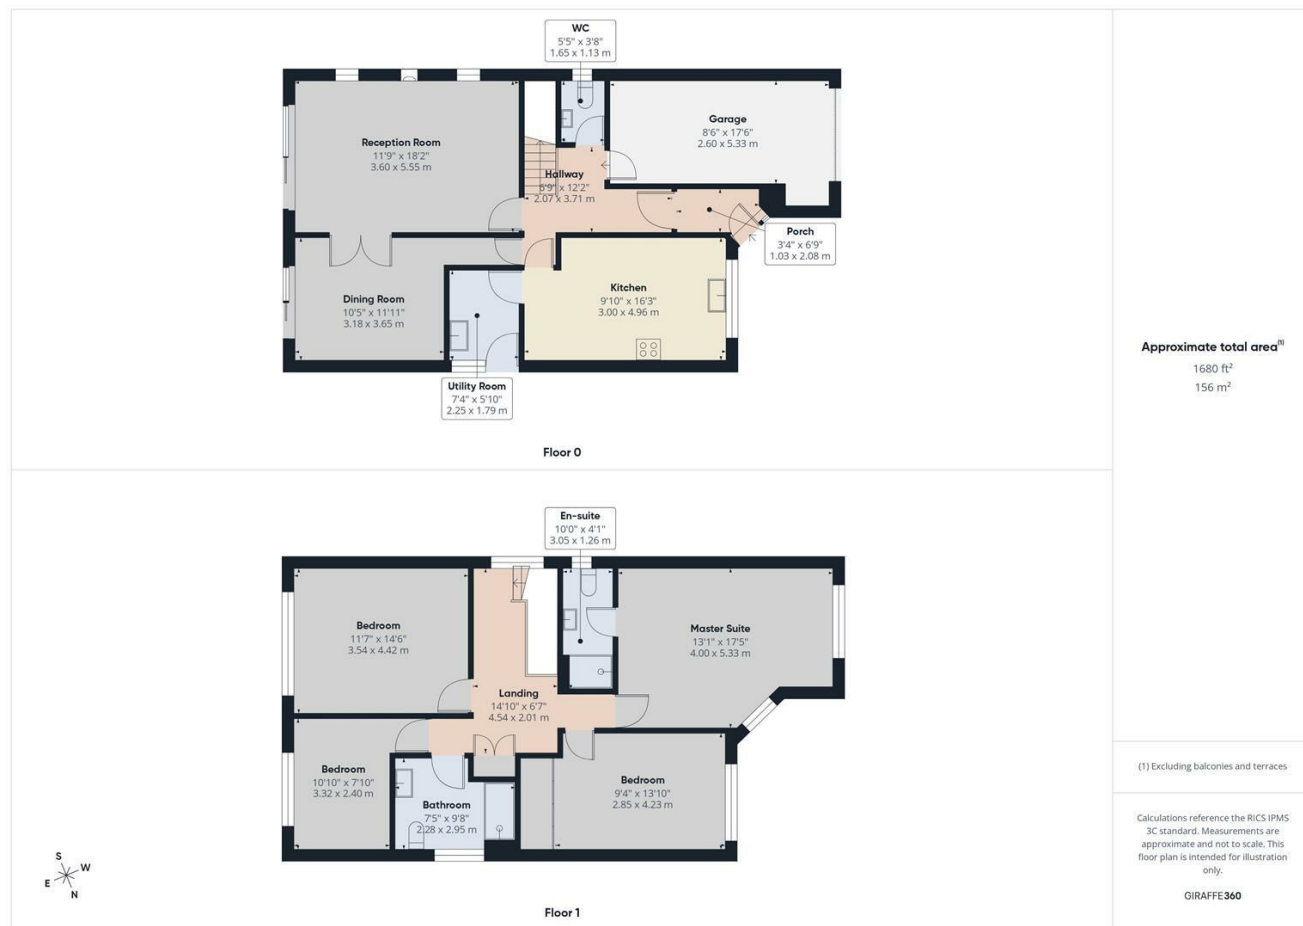 WC
5'5" x 3'8"
1.65 x 1.13 m
Reception Room
11'9" x 18'2"
3.60 x 5.55 m
Garage
8'6" x 17'6"
2.60 x 5.33 m
Hallway
6'9" x 12'2"
2.07 x 3.71 m
Porch
3'4" x 6'9"
1.03 x 2.08 m
Dining Room
10'5" x 11'11"
3.18 x 3.65 m
Kitchen
9'10" x 16'3"
3.00 x 4.96 m
Utility Room
7'4" x 5'10"
2.25 x 1.79 m
Floor 0
En-suite
10'0" x 4'1"
3.05 x 1.26 m
Bedroom
11'7" x 14'6"
3.54 x 4.42 m
Master Suite
13'1" x 17'5"
4.00 x 5.33 m
Landing
14'10" x 6'7"
4.54 x 2.01 m
Bedroom
10'10" x 7'10"
3.32 x 2.40 m
Bathroom
7'5" x 9'8"
2.28 x 2.95 m
Bedroom
9'4" x 13'10"
2.85 x 4.23 m
S
W
E
N
Floor 1
Approximate total area(1)
1680 ft²
156 m²
(1) Excluding balconies and terraces
Calculations reference the RICS IPMS
3C standard. Measurements are
approximate and not to scale. This
floor plan is intended for illustration
only.
GIRAFFE360